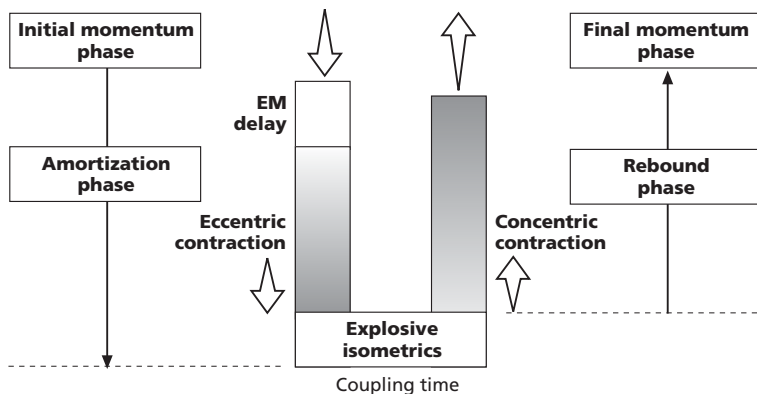 Initial momentum
phase
EM
delay
Amortization
phase
Eccentric
contraction
Explosive
isometrics
Coupling time
Final momentum
phase
Rebound
phase
Concentric
contraction